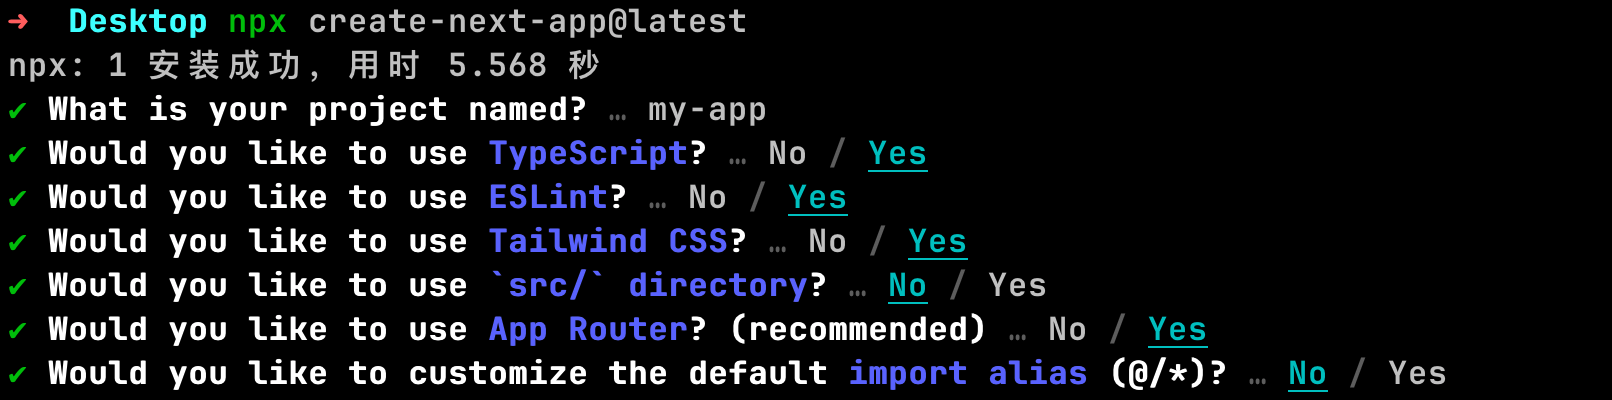 ➜  Desktop npx create-next-app@latest
npx: 1 安装成功, 用时 5.568 秒
✔ What is your project named? … my-app
✔ Would you like to use TypeScript? … No / Yes
✔ Would you like to use ESLint? … No / Yes
✔ Would you like to use Tailwind CSS? … No / Yes
✔ Would you like to use `src/` directory? … No / Yes
✔ Would you like to use App Router? (recommended) … No / Yes
✔ Would you like to customize the default import alias (@/*)? … No / Yes